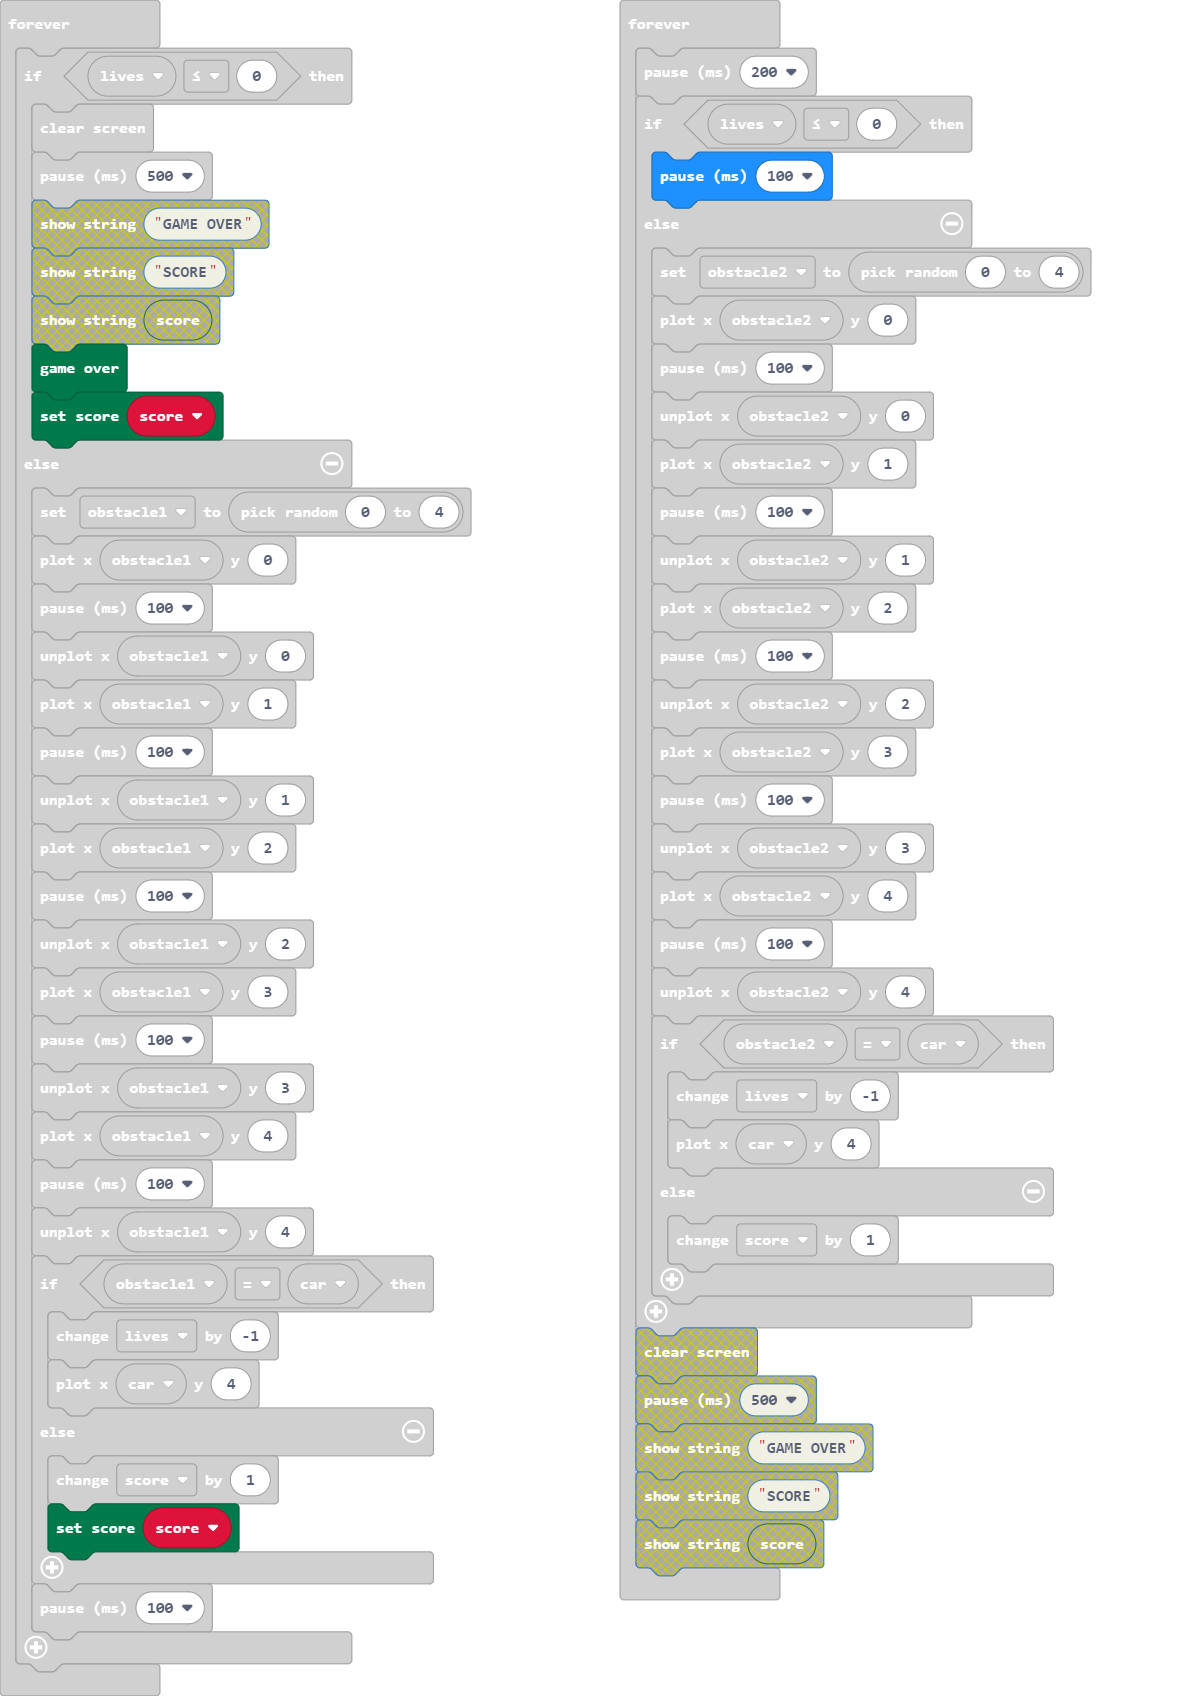 forever
if lives ≤ 0 then
clear screen
pause (ms) 500
show string "GAME OVER"
show string "SCORE"
show string score
game over
set score score
else
set obstacle1 to pick random 0 to 4
plot x obstacle1 y 0
pause (ms) 100
unplot x obstacle1 y 0
plot x obstacle1 y 1
pause (ms) 100
unplot x obstacle1 y 1
plot x obstacle1 y 2
pause (ms) 100
unplot x obstacle1 y 2
plot x obstacle1 y 3
pause (ms) 100
unplot x obstacle1 y 3
plot x obstacle1 y 4
pause (ms) 100
unplot x obstacle1 y 4
if obstacle1 = car then
change lives by -1
plot x car y 4
else
change score by 1
set score score
pause (ms) 100
forever
pause (ms) 200
if lives ≤ 0 then
pause (ms) 100
else
set obstacle2 to pick random 0 to 4
plot x obstacle2 y 0
pause (ms) 100
unplot x obstacle2 y 0
plot x obstacle2 y 1
pause (ms) 100
unplot x obstacle2 y 1
plot x obstacle2 y 2
pause (ms) 100
unplot x obstacle2 y 2
plot x obstacle2 y 3
pause (ms) 100
unplot x obstacle2 y 3
plot x obstacle2 y 4
pause (ms) 100
unplot x obstacle2 y 4
if obstacle2 = car then
change lives by -1
plot x car y 4
else
change score by 1
clear screen
pause (ms) 500
show string "GAME OVER"
show string "SCORE"
show string score